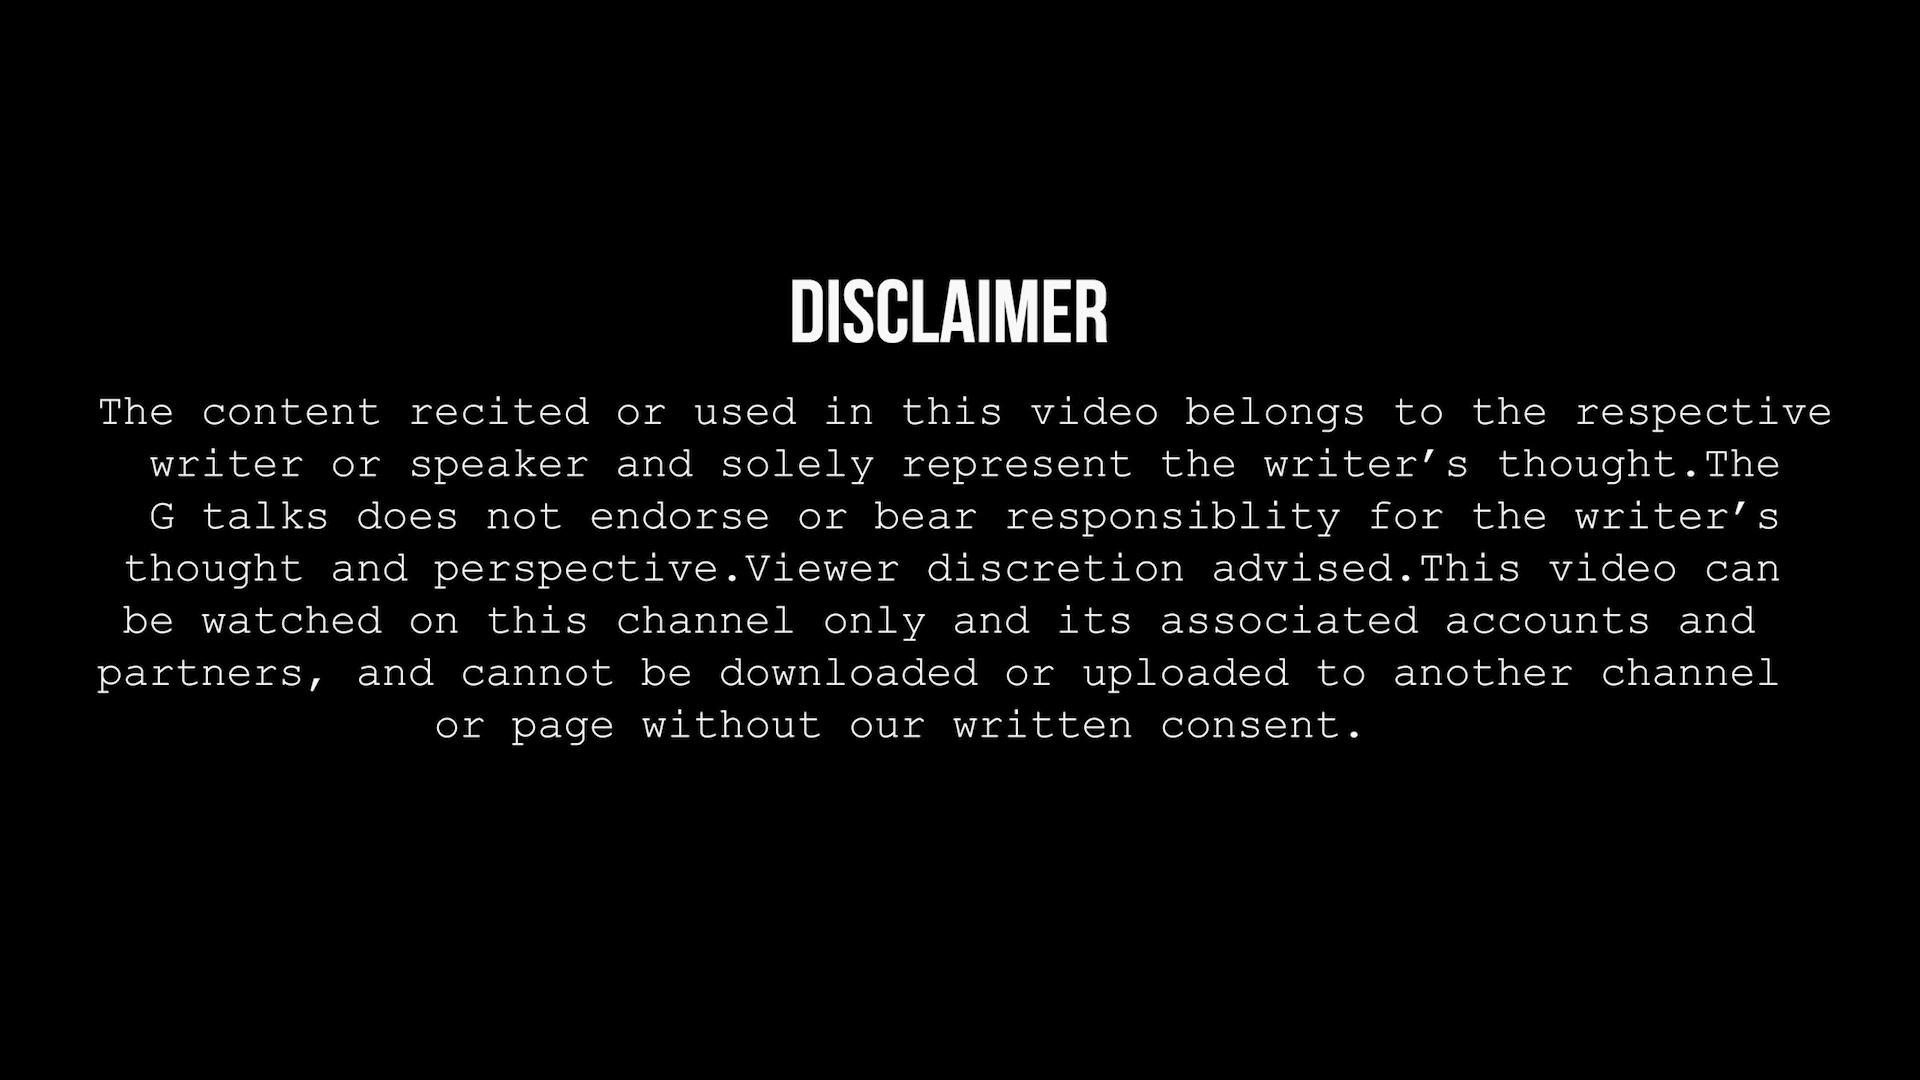 DISCLAIMER
The content recited or used in this video belongs to the respective
writer or speaker and solely represent the writer’s thought.The
G talks does not endorse or bear responsiblity for the writer’s
thought and perspective.Viewer discretion advised.This video can
be watched on this channel only and its associated accounts and
partners, and cannot be downloaded or uploaded to another channel
or page without our written consent.